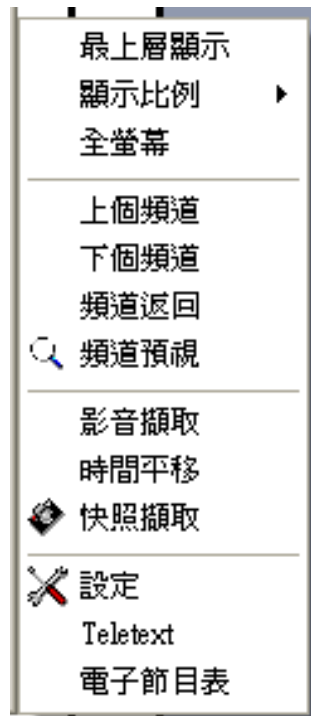 最上層顯示
顯示比例
全螢幕
上個頻道
下個頻道
頻道返回
頻道預視
影音擷取
時間平移
快照擷取
設定
Teletext
電子節目表